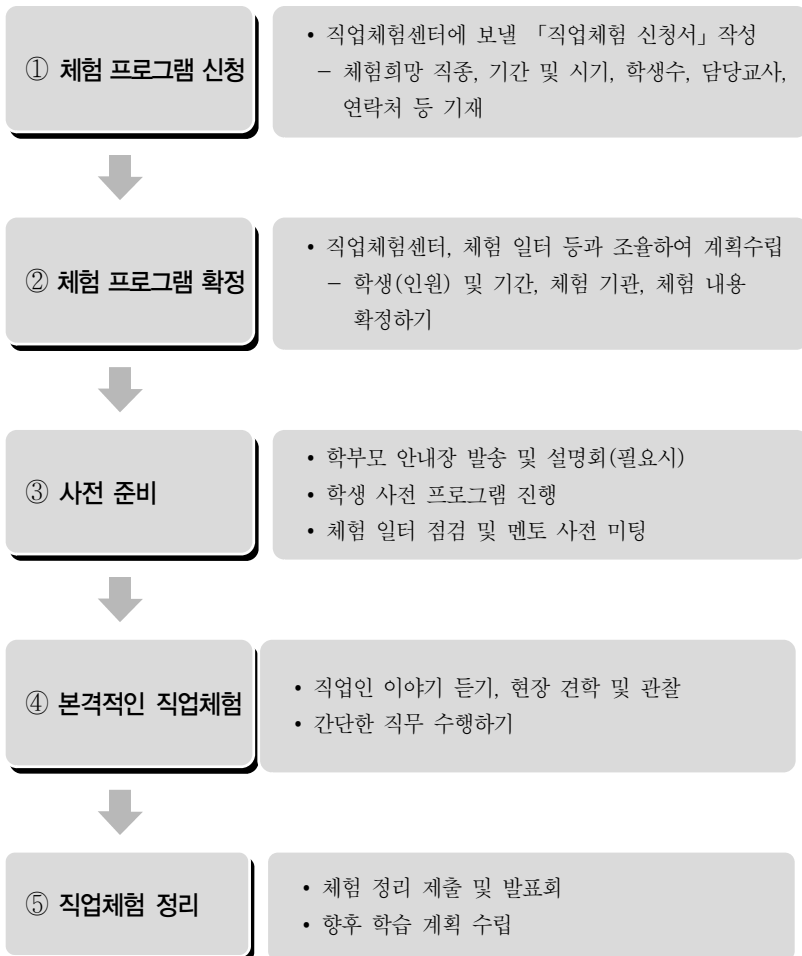 ① 체험 프로그램 신청
• 직업체험센터에 보낼 「직업체험 신청서」 작성
– 체험희망 직종, 기간 및 시기, 학생수, 담당교사,
연락처 등 기재
② 체험 프로그램 확정
• 직업체험센터, 체험 일터 등과 조율하여 계획수립
– 학생(인원) 및 기간, 체험 기관, 체험 내용
확정하기
③ 사전 준비
• 학부모 안내장 발송 및 설명회(필요시)
• 학생 사전 프로그램 진행
• 체험 일터 점검 및 멘토 사전 미팅
④ 본격적인 직업체험
• 직업인 이야기 듣기, 현장 견학 및 관찰
• 간단한 직무 수행하기
⑤ 직업체험 정리
• 체험 정리 제출 및 발표회
• 향후 학습 계획 수립